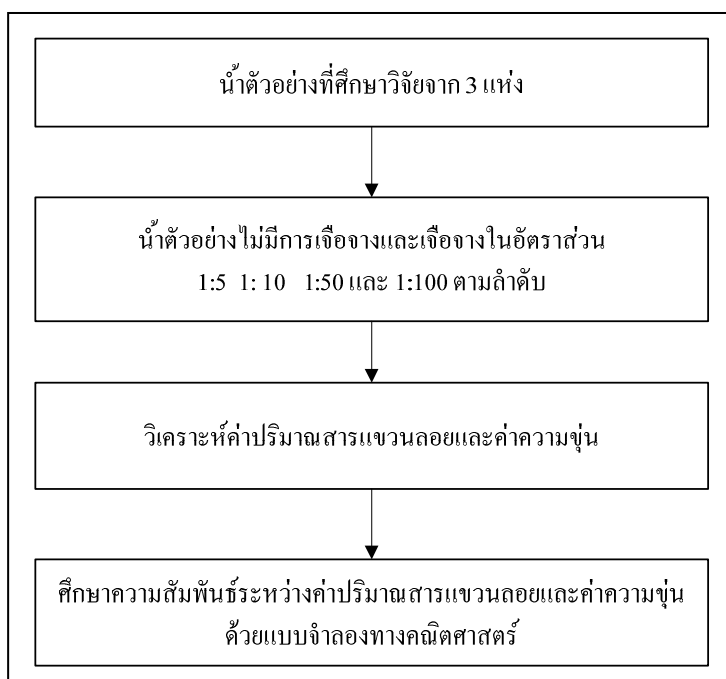 น้ำตัวอย่างที่ศึกษาวิจัยจาก 3 แห่ง
น้ำตัวอย่างไม่มีการเจือจางและเจือจางในอัตราส่วน
1:5 1: 10 1:50 และ 1:100 ตามลำดับ
วิเคราะห์ค่าปริมาณสารแขวนลอยและค่าความขุ่น
ศึกษาความสัมพันธ์ระหว่างค่าปริมาณสารแขวนลอยและค่าความขุ่น
ด้วยแบบจำลองทางคณิตศาสตร์